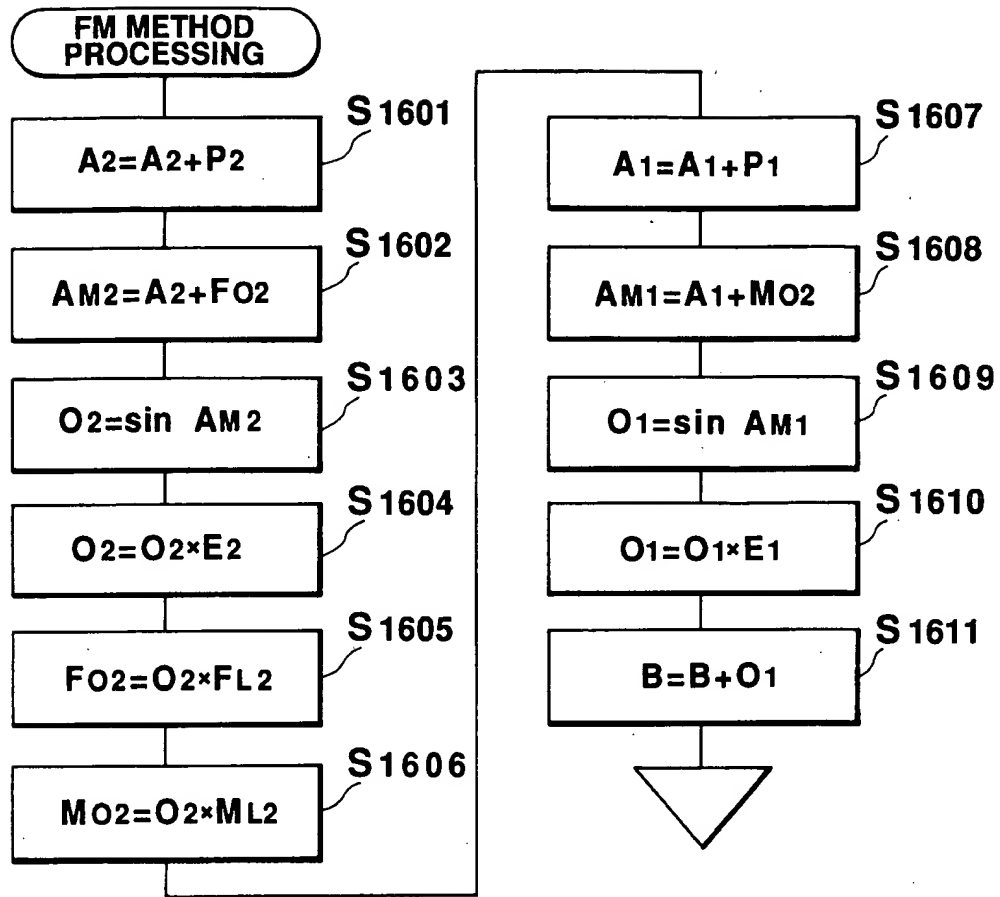 FM METHOD
PROCESSING
S1601
A2=A2+P2
S1602
AM2=A2+FO2
S1603
O2=sin AM2
S1604
O2=O2×E2
S1605
FO2=O2×FL2
S1606
MO2=O2×ML2
S1607
A1=A1+P1
S1608
AM1=A1+MO2
S1609
O1=sin AM1
S1610
O1=O1×E1
S1611
B=B+O1